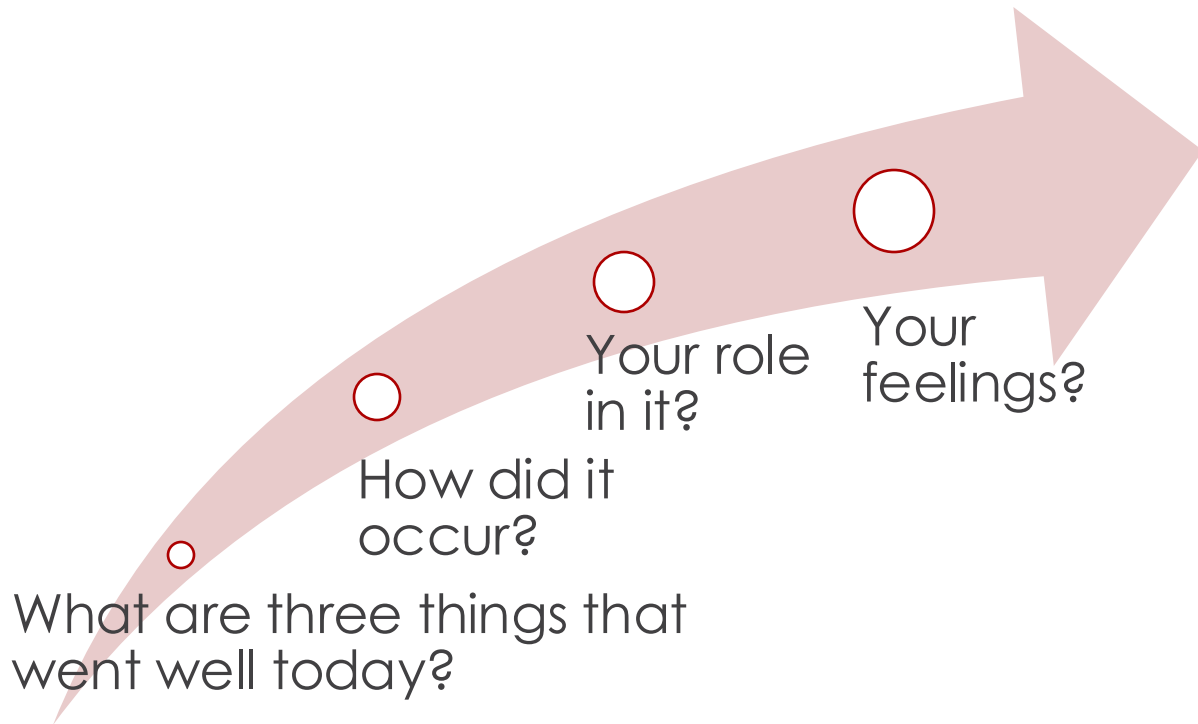 What are three things that
went well today?
How did it
occur?
Your role
in it?
Your
feelings?